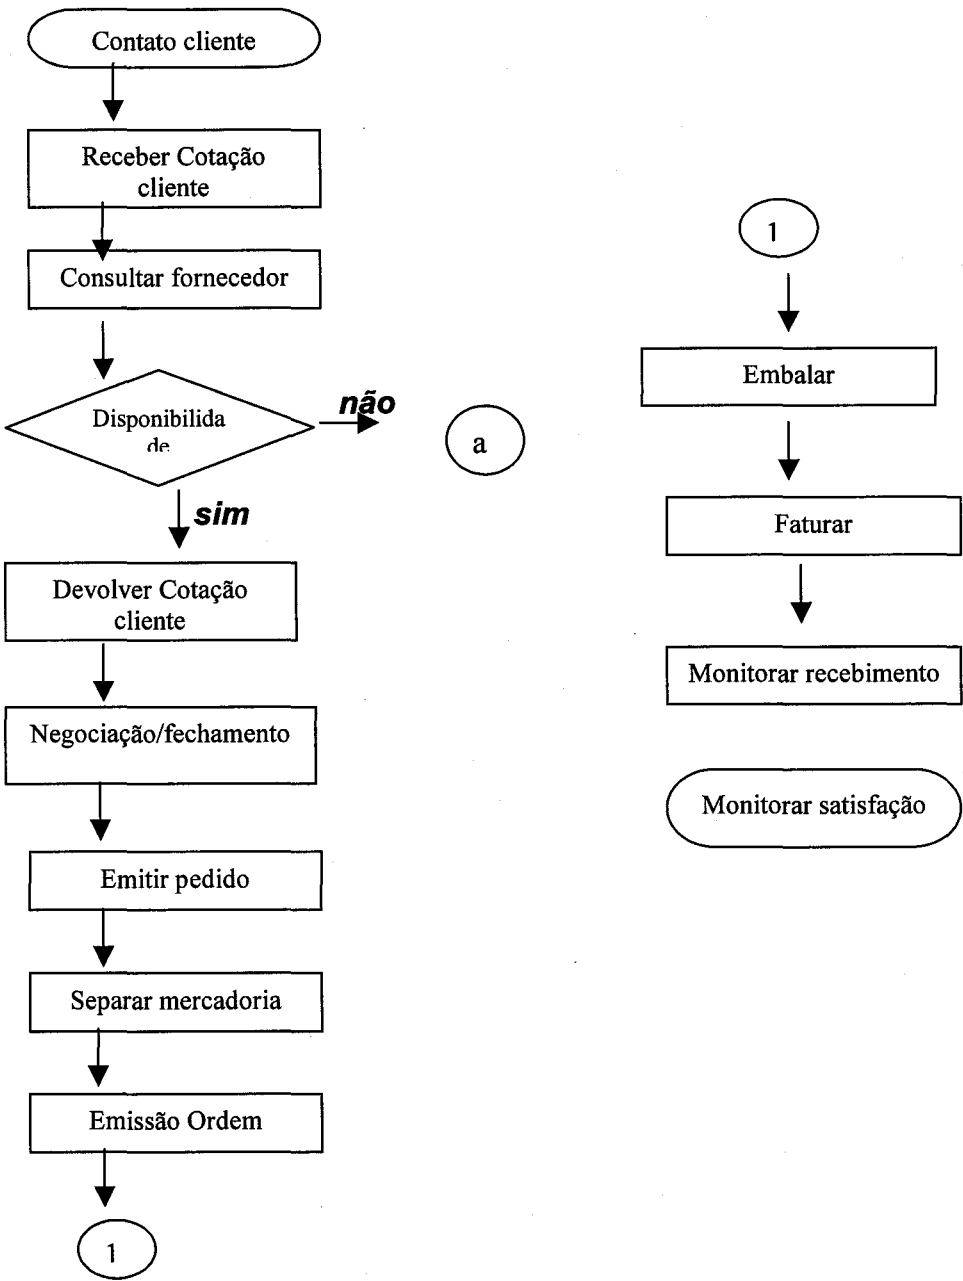 Contato cliente
Receber Cotação
cliente
Consultar fornecedor
Disponibilida
de
não
a
sim
Devolver Cotação
cliente
Negociação/fechamento
Emitir pedido
Separar mercadoria
Emissão Ordem
1
1
Embalar
Faturar
Monitorar recebimento
Monitorar satisfação